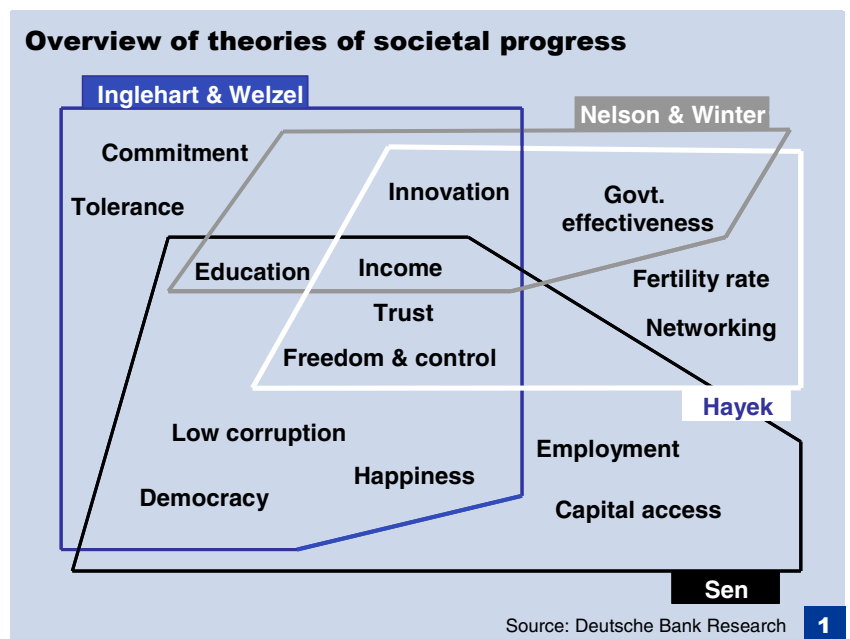 Overview of theories of societal progress
Inglehart & Welzel
Nelson & Winter
Commitment
Innovation
Govt.
effectiveness
Tolerance
Education
Income
Fertility rate
Trust
Networking
Freedom & control
Hayek
Low corruption
Employment
Happiness
Democracy
Capital access
Sen
Source: Deutsche Bank Research
1